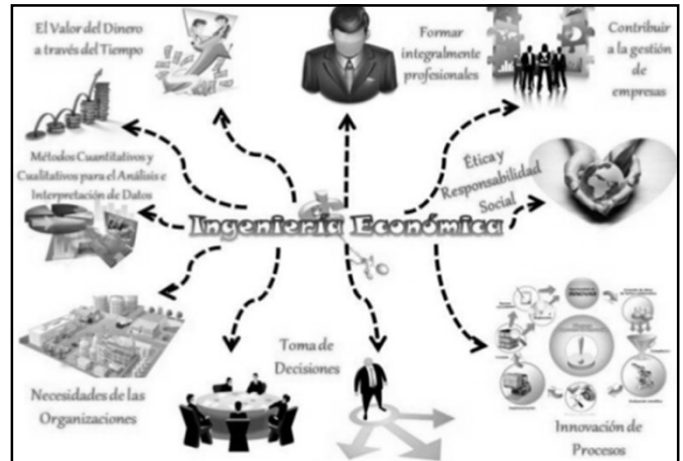 El Valor del Dinero
a través del Tiempo
Formar
integralmente
profesionales
Contribuir
a la gestión
de
empresas
Métodos Cuantitativos y
Cualitativos para el Análisis e
Interpretación de Datos
Ética y
Responsabilidad
Social
Ingeniería Económica
Necesidades de las
Organizaciones
Toma de
Decisiones
Innovación de
Procesos